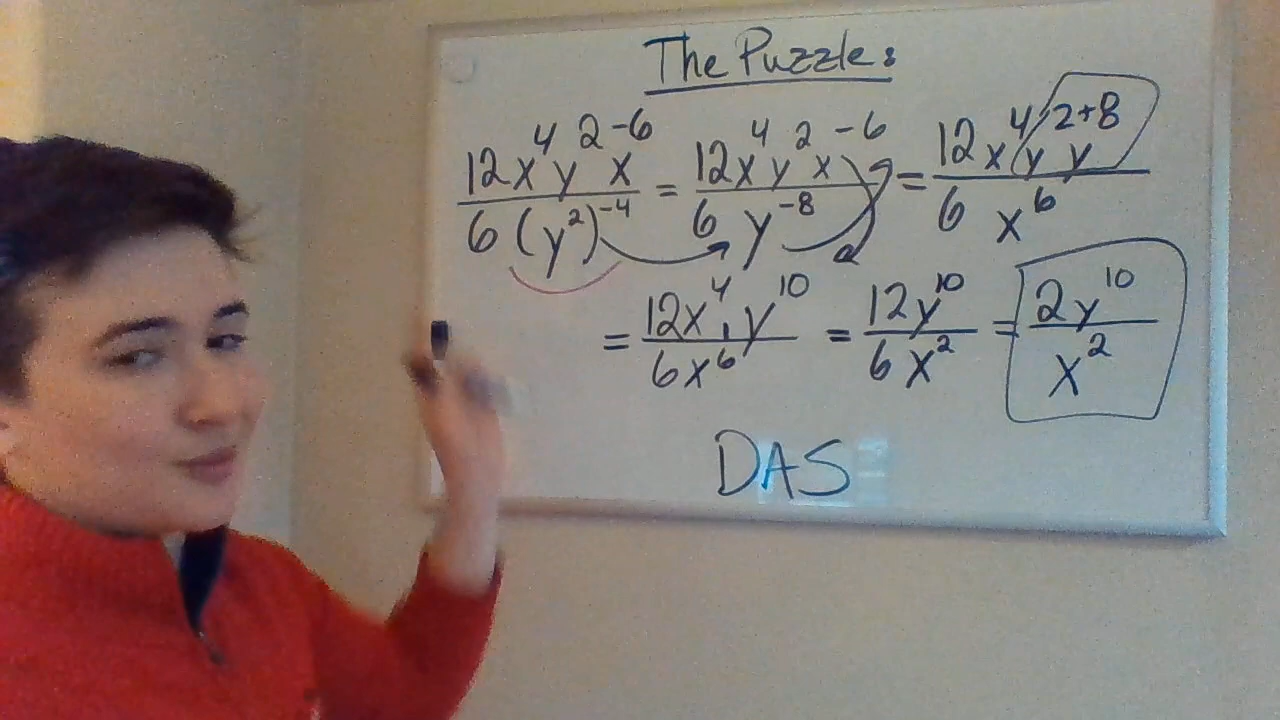 The Puzzle:
12x⁴y²x⁻⁶ / 6(y²)⁻⁴ = 12x⁴y²x⁻⁶ / 6y⁻⁸ = 12x⁴y²y⁺⁸ / 6x⁶
= 12x⁴y¹⁰ / 6x⁶ = 12y¹⁰ / 6x² = 2y¹⁰ / x²
DAS